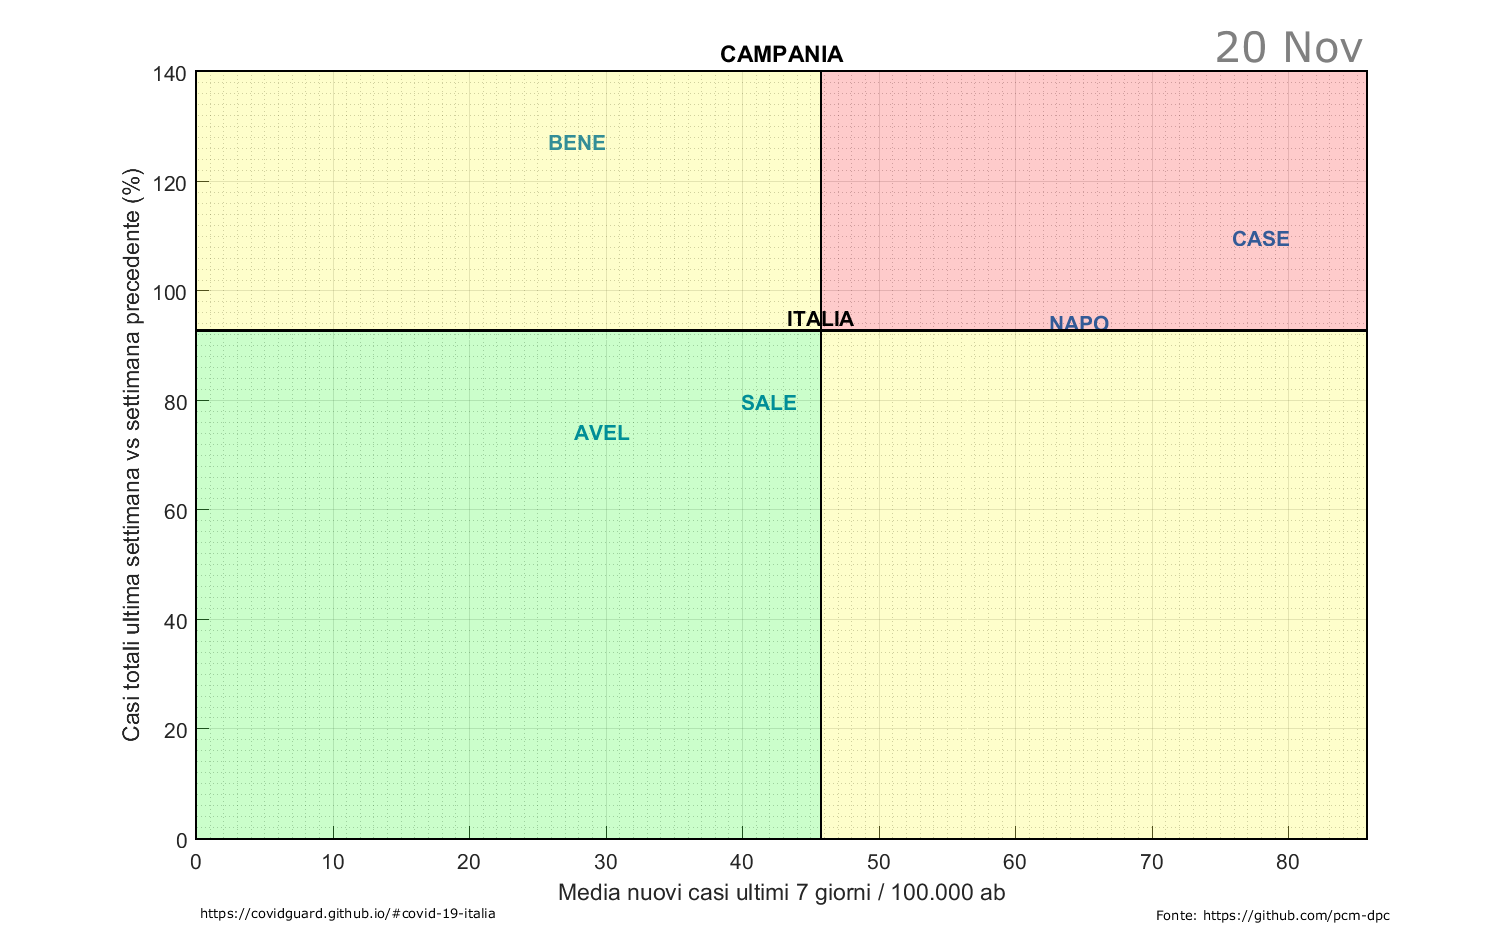 20 Nov
CAMPANIA
140
120
100
80
60
40
20
0
Casi totali ultima settimana vs settimana precedente (%)
BENE
CASE
ITALIA
NAPO
SALE
AVEL
0 10 20 30 40 50 60 70 80
Media nuovi casi ultimi 7 giorni / 100.000 ab
https://covidguard.github.io/#covid-19-italia
Fonte: https://github.com/pcm-dpc